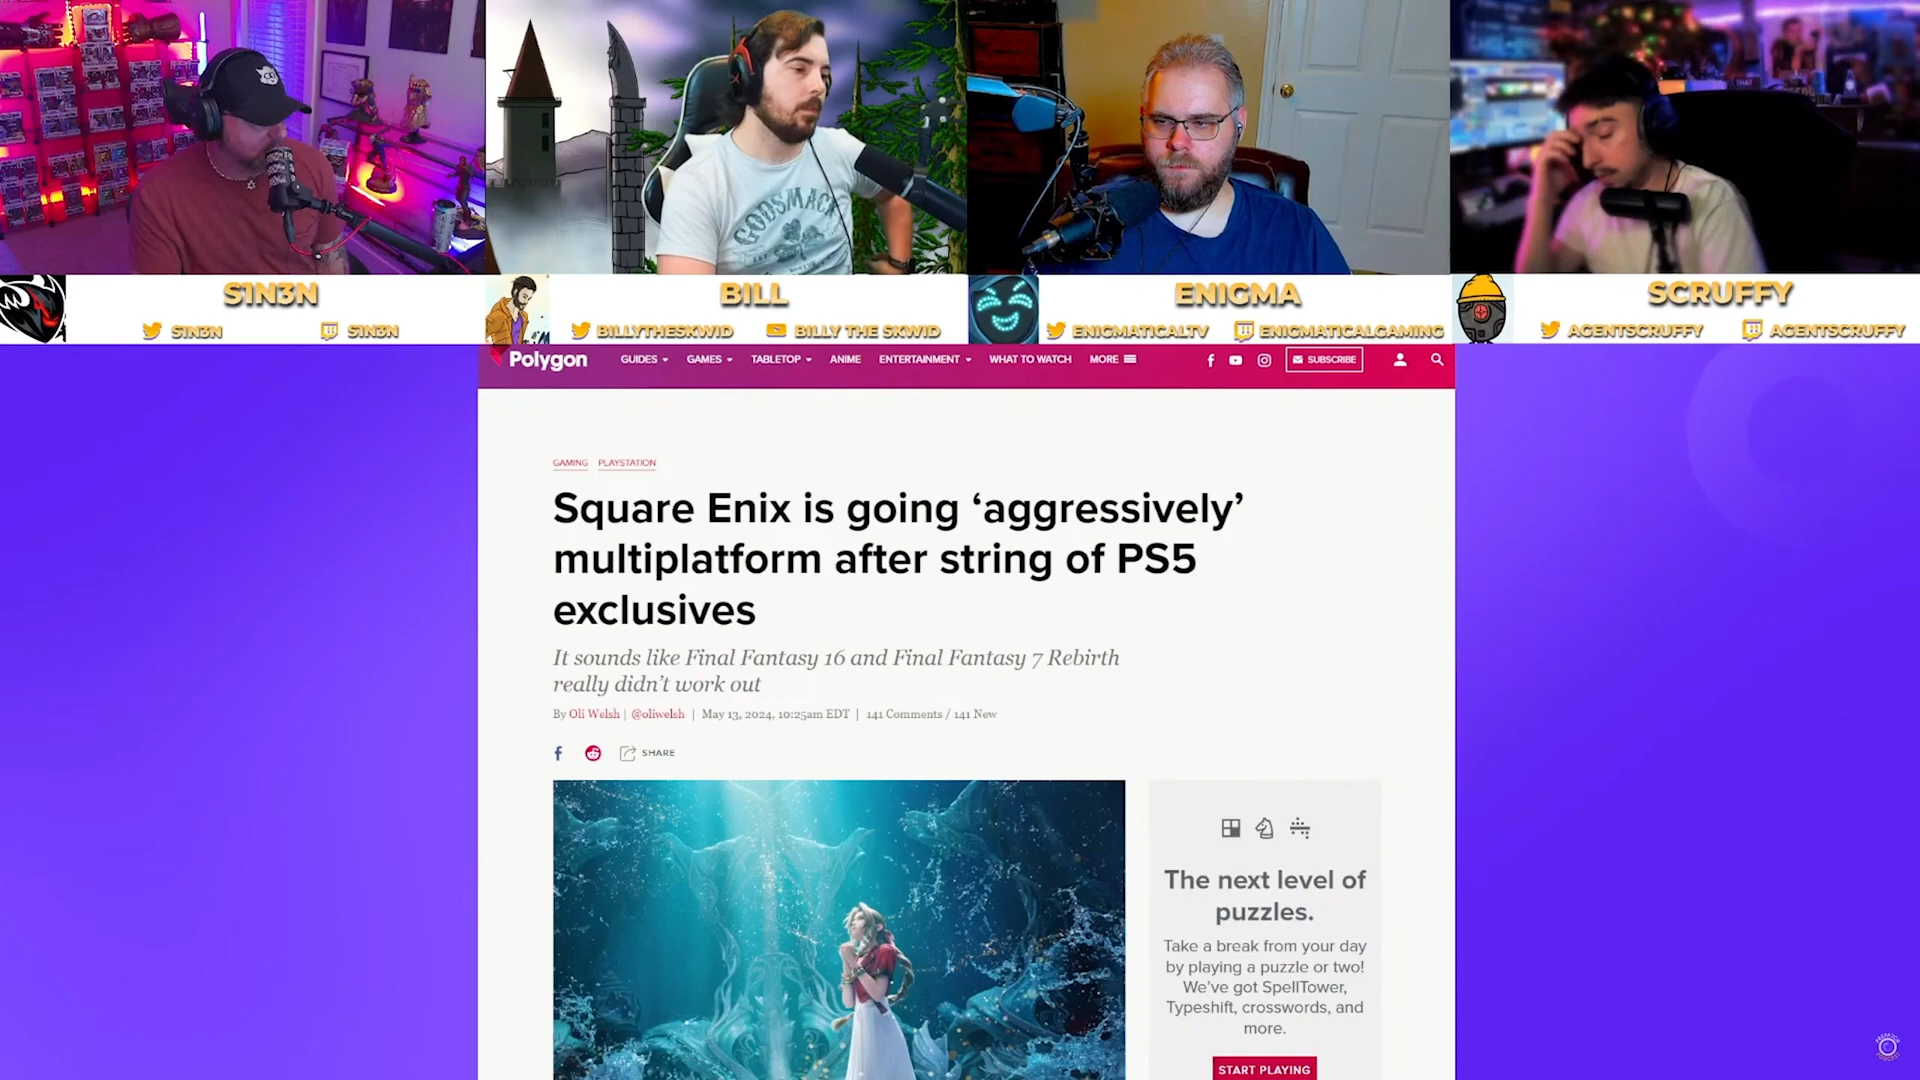 GODSMACK
S1N3N
S1N3N
S1N3N
BILL
BILLYTHESKWID
BILLY THE SKWID
ENIGMA
ENIGMATICALTV
ENIGMATICALGAMING
SCRUFFY
AGENTSCRUFFY
AGENTSCRUFFY
Polygon
GUIDES
GAMES
TABLETOP
ANIME
ENTERTAINMENT
WHAT TO WATCH
MORE
SUBSCRIBE
GAMING PLAYSTATION
Square Enix is going ‘aggressively’
multiplatform after string of PS5
exclusives
It sounds like Final Fantasy 16 and Final Fantasy 7 Rebirth
really didn’t work out
By Oli Welsh | @oliwelsh | May 13, 2024, 10:25am EDT | 141 Comments / 141 New
SHARE
The next level of
puzzles.
Take a break from your day
by playing a puzzle or two!
We’ve got SpellTower,
Typeshift, crosswords, and
more.
START PLAYING